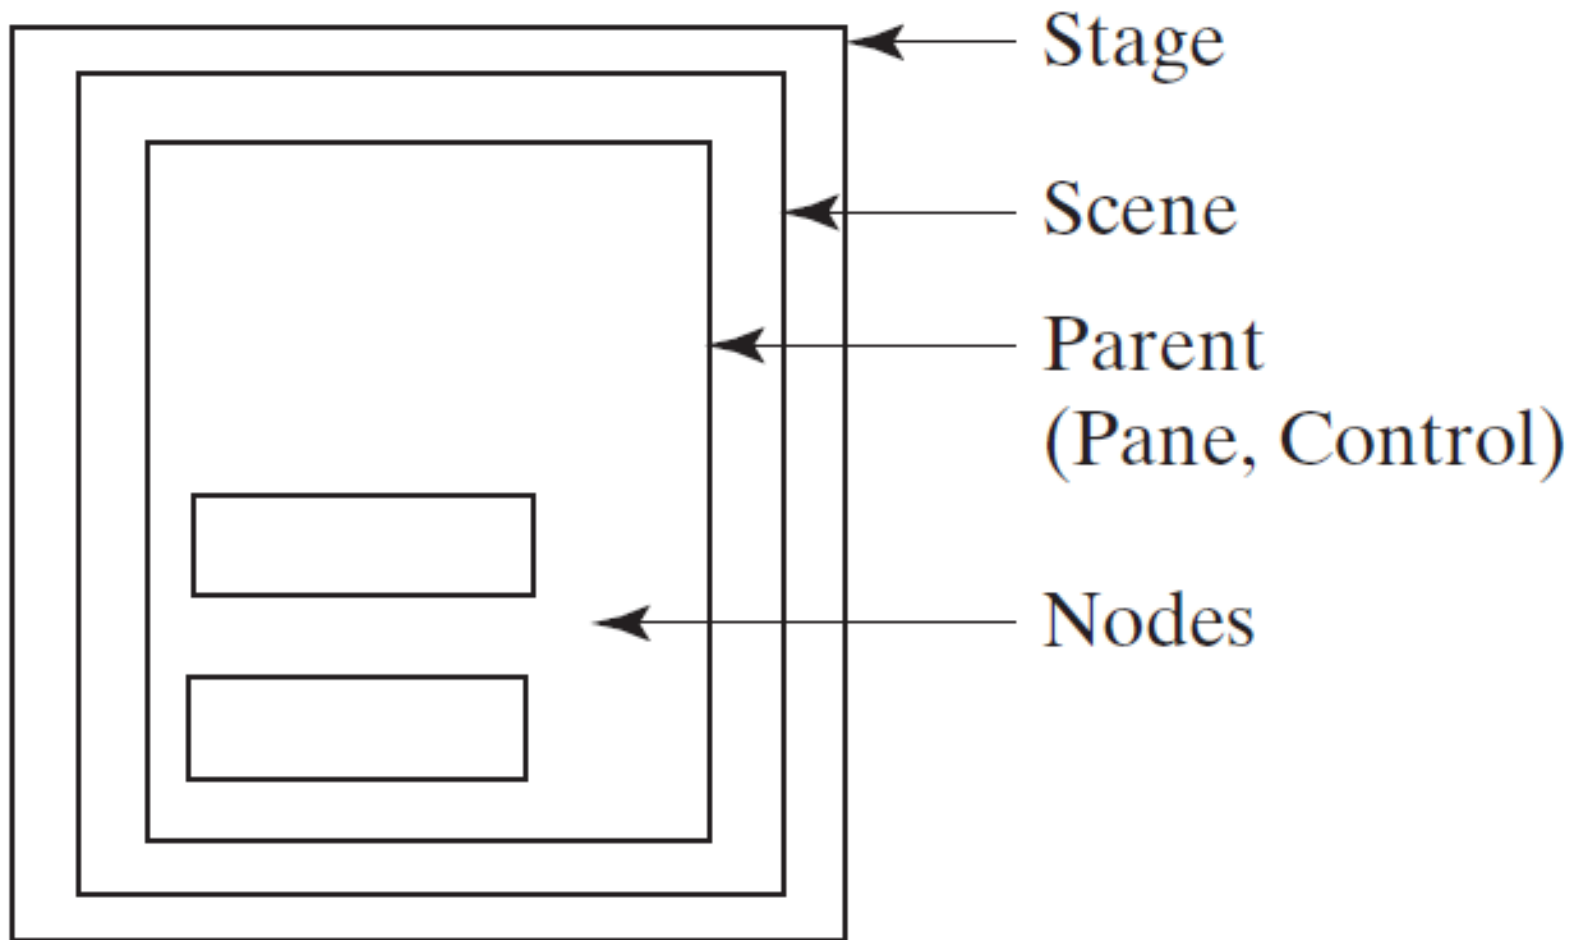 Stage
Scene
Parent
(Pane, Control)
Nodes